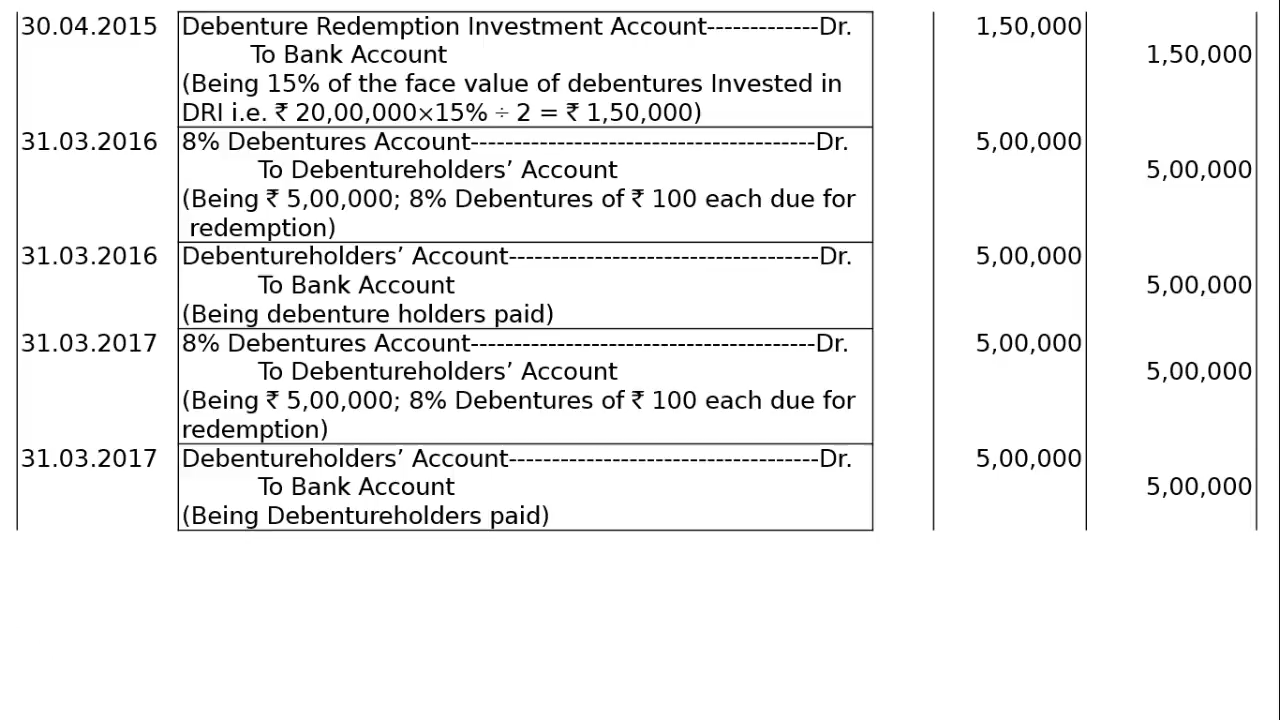 30.04.2015 Debenture Redemption Investment Account-------------Dr. 1,50,000
To Bank Account 1,50,000
(Being 15% of the face value of debentures Invested in
DRI i.e. ₹ 20,00,000×15% ÷ 2 = ₹ 1,50,000)
31.03.2016 8% Debentures Account----------------------------------------Dr. 5,00,000
To Debentureholders’ Account 5,00,000
(Being ₹ 5,00,000; 8% Debentures of ₹ 100 each due for
redemption)
31.03.2016 Debentureholders’ Account------------------------------------Dr. 5,00,000
To Bank Account 5,00,000
(Being debenture holders paid)
31.03.2017 8% Debentures Account----------------------------------------Dr. 5,00,000
To Debentureholders’ Account 5,00,000
(Being ₹ 5,00,000; 8% Debentures of ₹ 100 each due for
redemption)
31.03.2017 Debentureholders’ Account------------------------------------Dr. 5,00,000
To Bank Account 5,00,000
(Being Debentureholders paid)